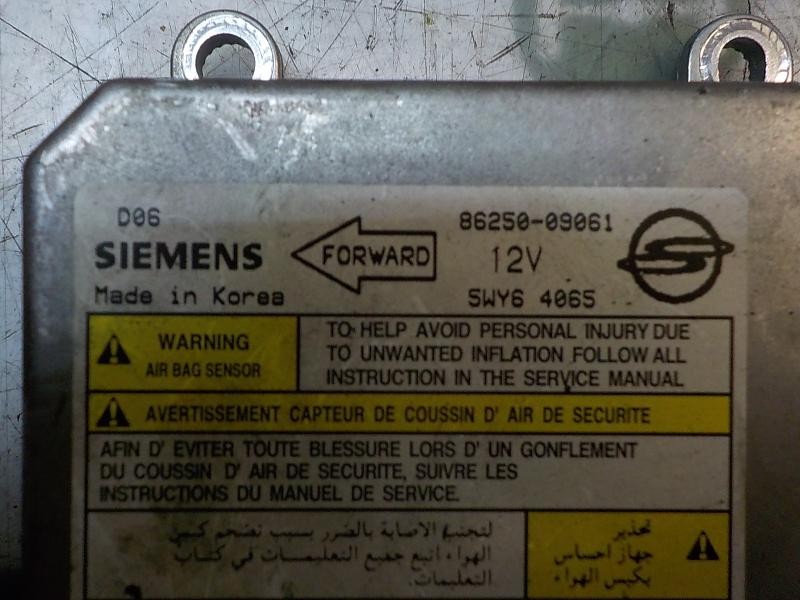 D06
SIEMENS
Made in Korea
FORWARD
86250-09061
12V
5WY6 4065
WARNING
AIR BAG SENSOR
TO HELP AVOID PERSONAL INJURY DUE
TO UNWANTED INFLATION FOLLOW ALL
INSTRUCTION IN THE SERVICE MANUAL
AVERTISSEMENT CAPTEUR DE COUSSIN D' AIR DE SECURITE
AFIN D' EVITER TOUTE BLESSURE LORS D' UN GONFLEMENT
DU COUSSIN D' AIR DE SECURITE, SUIVRE LES
INSTRUCTIONS DU MANUEL DE SERVICE.
تحذير
جهاز احساس
بكيس الهواء
لتجنب الاصابة بالضرر بسبب تضخم كيس
الهواء اتبع جميع التعليمات في كتاب
التعليمات.